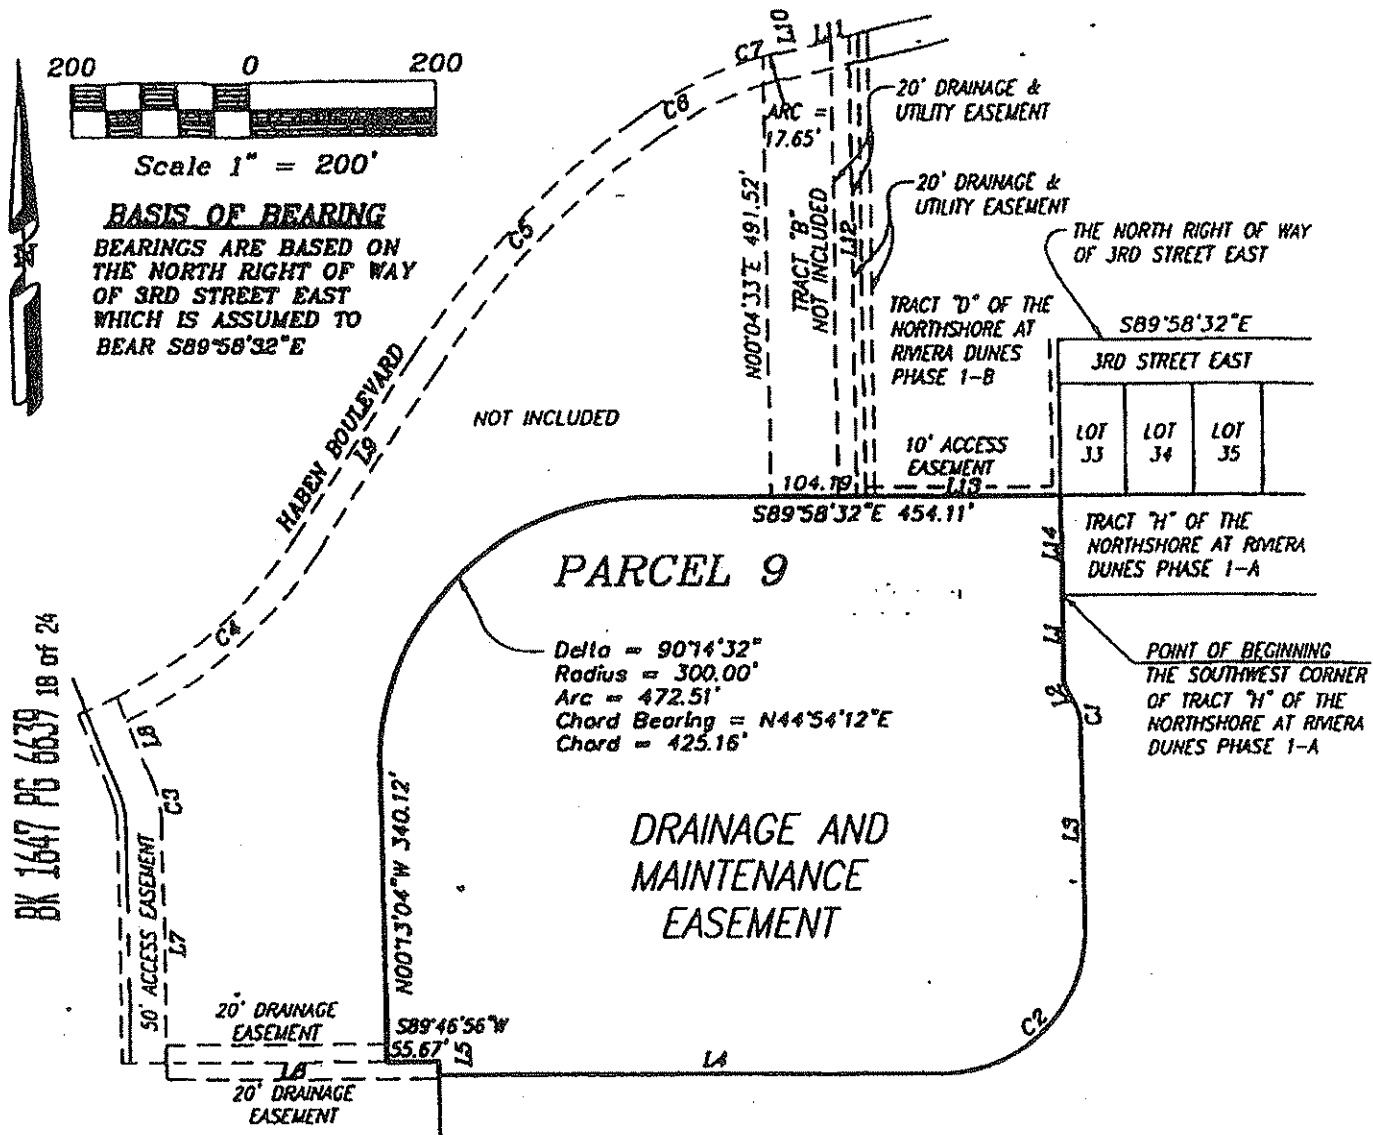 200 0 200
Scale 1" = 200'
BASIS OF BEARING
BEARINGS ARE BASED ON
THE NORTH RIGHT OF WAY
OF 3RD STREET EAST
WHICH IS ASSUMED TO
BEAR S89°58'32"E
L10
L11
C7
C6
ARC =
17.65'
20' DRAINAGE &
UTILITY EASEMENT
20' DRAINAGE &
UTILITY EASEMENT
C5
N00°04'33"E 491.52'
TRACT "B"
NOT INCLUDED
L12
TRACT "D" OF THE
NORTHSHORE AT
RIVIERA DUNES
PHASE 1-B
THE NORTH RIGHT OF WAY
OF 3RD STREET EAST
S89°58'32"E
3RD STREET EAST
LOT
33
LOT
34
LOT
35
HABEN BOULEVARD
L9
NOT INCLUDED
10' ACCESS
EASEMENT
104.19
L13
S89°58'32"E 454.11'
L14
TRACT "H" OF THE
NORTHSHORE AT RIVIERA
DUNES PHASE 1-A
PARCEL 9
C4
Delta = 90°14'32"
Radius = 300.00'
Arc = 472.51'
Chord Bearing = N44°54'12"E
Chord = 425.16'
L1
L2
C1
POINT OF BEGINNING
THE SOUTHWEST CORNER
OF TRACT "H" OF THE
NORTHSHORE AT RIVIERA
DUNES PHASE 1-A
BK 1647 PG 6639 18 of 24
L8
C3
50' ACCESS EASEMENT
L7
N00°13'04"W 340.12'
DRAINAGE AND
MAINTENANCE
EASEMENT
L3
20' DRAINAGE
EASEMENT
S89°46'56"W
55.67'
L5
L6
L4
C2
20' DRAINAGE
EASEMENT